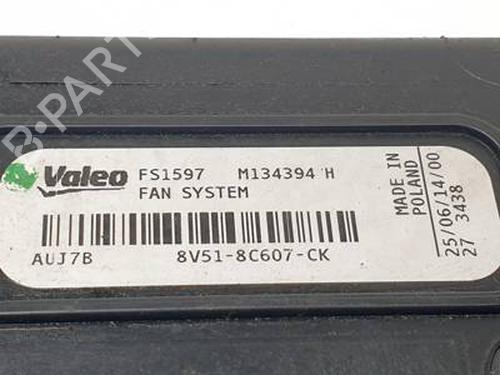 B-PARTS
Valeo FS1597 M134394 H
FAN SYSTEM
AUJ7B 8V51-8C607-CK
MADE IN
POLAND
25/06/14/00
27 3438